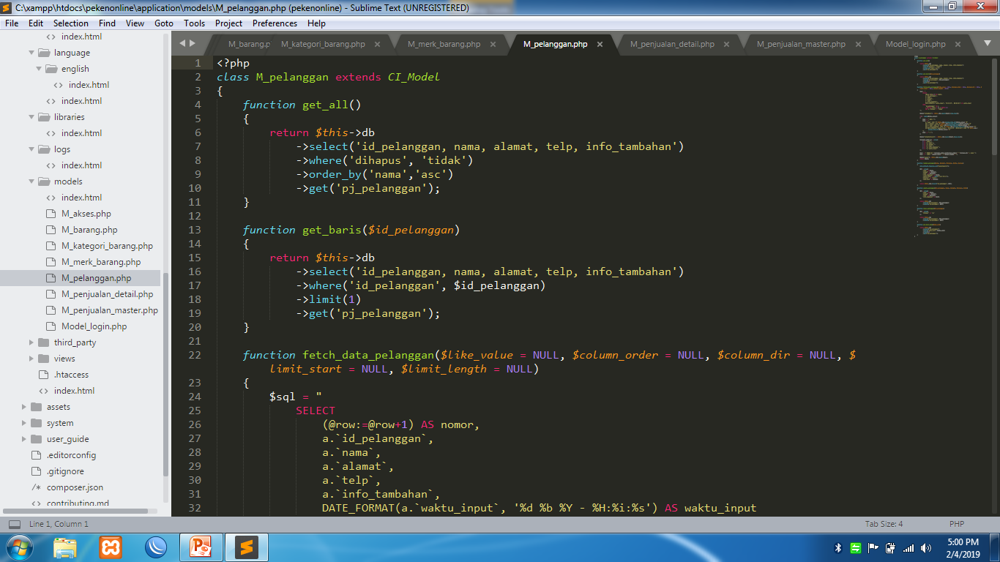 C:\xampp\htdocs\pekenonline\application\models\M_pelanggan.php (pekenonline) - Sublime Text (UNREGISTERED)
File Edit Selection Find View Goto Tools Project Preferences Help
index.html
language
english
index.html
index.html
libraries
index.html
logs
index.html
models
index.html
M_akses.php
M_barang.php
M_kategori_barang.php
M_merk_barang.php
M_pelanggan.php
M_penjualan_detail.php
M_penjualan_master.php
Model_login.php
third_party
views
.htaccess
index.html
assets
system
user_guide
.editorconfig
.gitignore
composer.json
contributing.md
M_barang.p M_kategori_barang.php M_merk_barang.php M_pelanggan.php M_penjualan_detail.php M_penjualan_master.php Model_login.php
1 <?php
2 class M_pelanggan extends CI_Model
3 {
4 function get_all()
5 {
6 return $this->db
7 ->select('id_pelanggan, nama, alamat, telp, info_tambahan')
8 ->where('dihapus', 'tidak')
9 ->order_by('nama','asc')
10 ->get('pj_pelanggan');
11 }
12
13 function get_baris($id_pelanggan)
14 {
15 return $this->db
16 ->select('id_pelanggan, nama, alamat, telp, info_tambahan')
17 ->where('id_pelanggan', $id_pelanggan)
18 ->limit(1)
19 ->get('pj_pelanggan');
20 }
21
22 function fetch_data_pelanggan($like_value = NULL, $column_order = NULL, $column_dir = NULL, $
limit_start = NULL, $limit_length = NULL)
23 {
24 $sql = "
25 SELECT
26 (@row:=@row+1) AS nomor,
27 a.`id_pelanggan`,
28 a.`nama`,
29 a.`alamat`,
30 a.`telp`,
31 a.`info_tambahan`,
32 DATE_FORMAT(a.`waktu_input`, '%d %b %Y - %H:%i:%s') AS waktu_input
Line 1, Column 1 Tab Size: 4 PHP
5:00 PM
2/4/2019